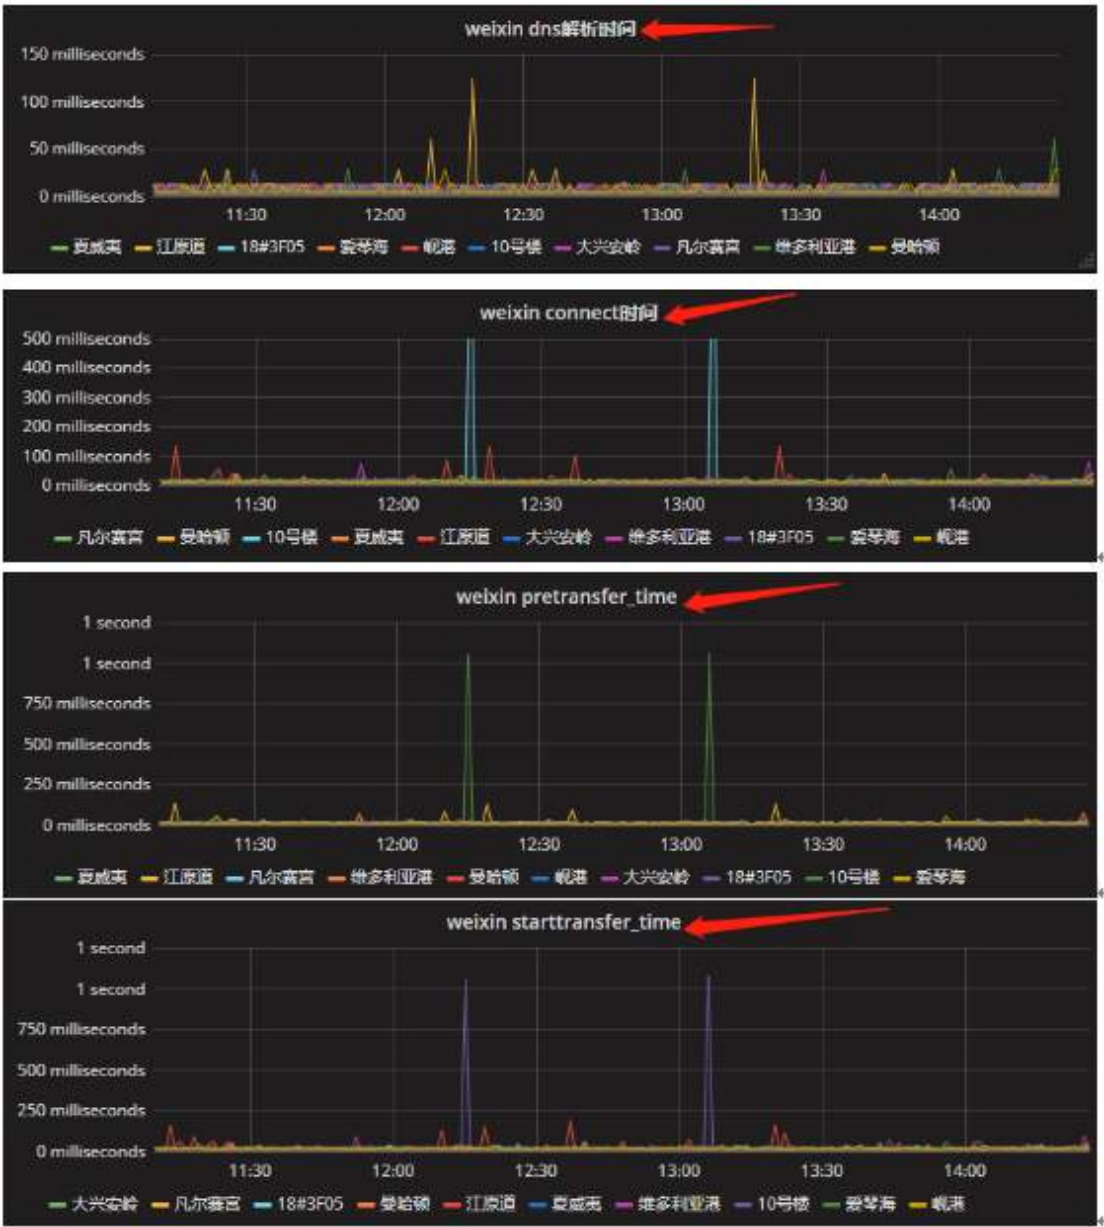 weixin dns解析时间
150 milliseconds
100 milliseconds
50 milliseconds
0 milliseconds
11:30 12:00 12:30 13:00 13:30 14:00
夏威夷 江原道 18#3F05 爱琴海 岘港 10号楼 大兴安岭 凡尔赛宫 维多利亚港 曼哈顿
weixin connect时间
500 milliseconds
400 milliseconds
300 milliseconds
200 milliseconds
100 milliseconds
0 milliseconds
11:30 12:00 12:30 13:00 13:30 14:00
凡尔赛宫 曼哈顿 10号楼 夏威夷 江原道 大兴安岭 维多利亚港 18#3F05 爱琴海 岘港
weixin pretransfer_time
1 second
1 second
750 milliseconds
500 milliseconds
250 milliseconds
0 milliseconds
11:30 12:00 12:30 13:00 13:30 14:00
夏威夷 江原道 凡尔赛宫 维多利亚港 曼哈顿 岘港 大兴安岭 18#3F05 10号楼 爱琴海
weixin starttransfer_time
1 second
1 second
750 milliseconds
500 milliseconds
250 milliseconds
0 milliseconds
11:30 12:00 12:30 13:00 13:30 14:00
大兴安岭 凡尔赛宫 18#3F05 曼哈顿 江原道 夏威夷 维多利亚港 10号楼 爱琴海 岘港